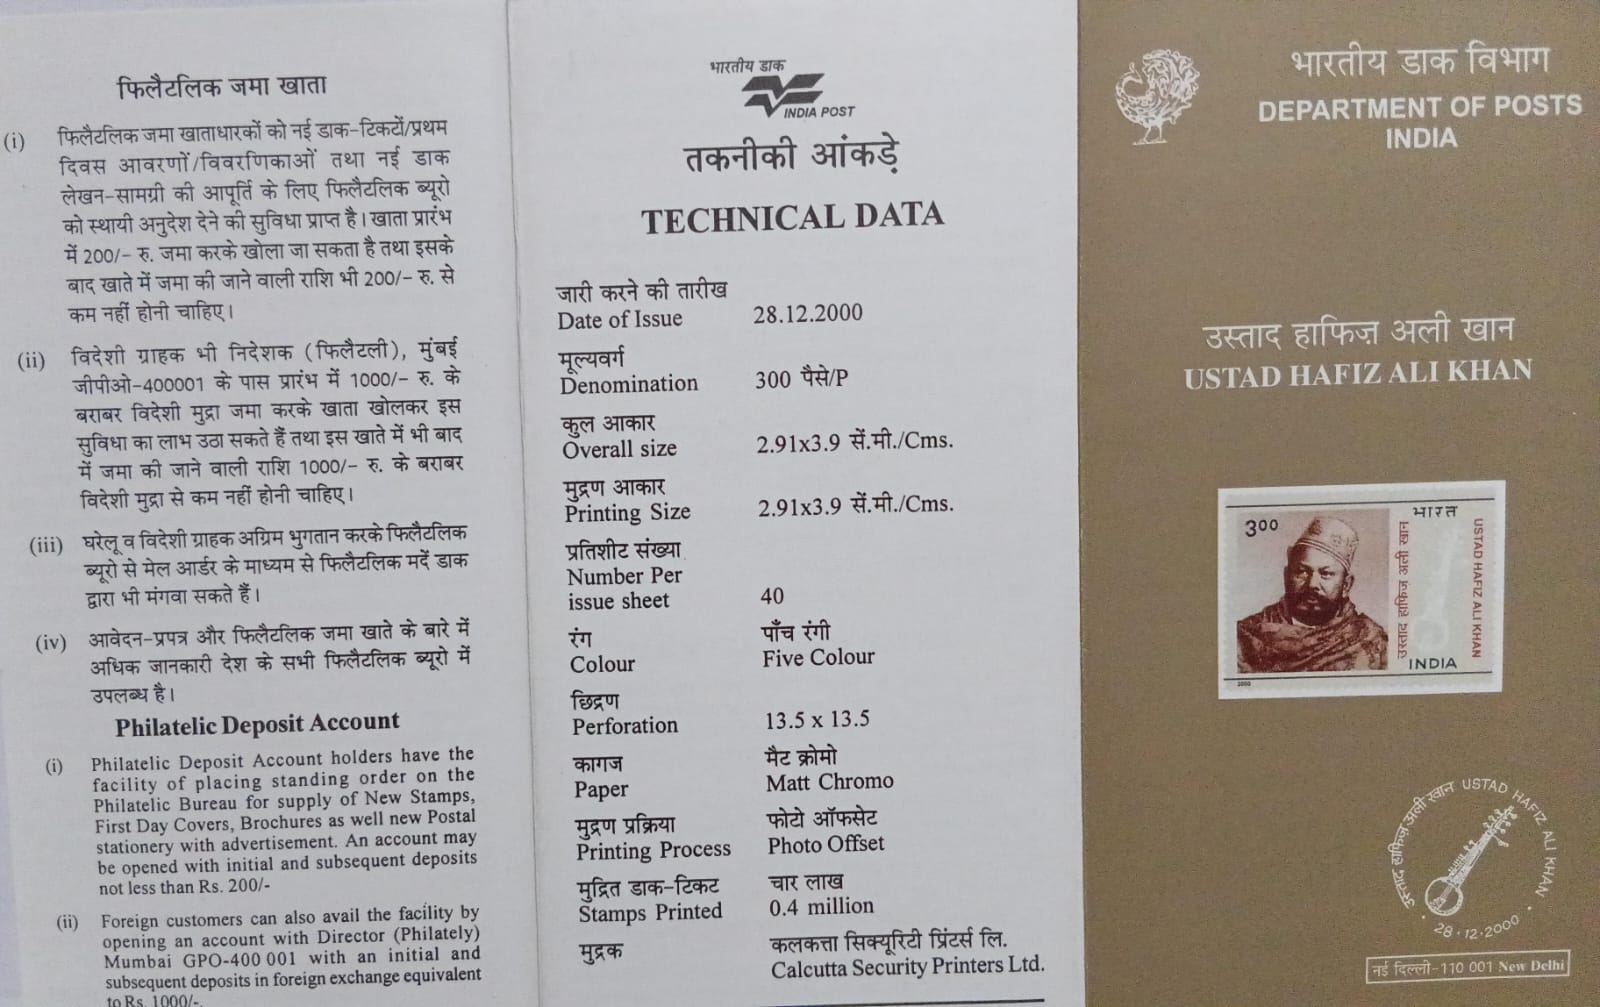 फिलैटलिक जमा खाता
(i) फिलैटलिक जमा खाताधारकों को नई डाक-टिकटों/प्रथम
दिवस आवरणों/विवरणिकाओं तथा नई डाक
लेखन-सामग्री की आपूर्ति के लिए फिलैटलिक ब्यूरो
को स्थायी अनुदेश देने की सुविधा प्राप्त है। खाता प्रारंभ
में 200/- रु. जमा करके खोला जा सकता है तथा इसके
बाद खाते में जमा की जाने वाली राशि भी 200/- रु. से
कम नहीं होनी चाहिए।
(ii) विदेशी ग्राहक भी निदेशक (फिलैटली), मुंबई
जीपीओ-400001 के पास प्रारंभ में 1000/- रु. के
बराबर विदेशी मुद्रा जमा करके खाता खोलकर इस
सुविधा का लाभ उठा सकते हैं तथा इस खाते में भी बाद
में जमा की जाने वाली राशि 1000/- रु. के बराबर
विदेशी मुद्रा से कम नहीं होनी चाहिए।
(iii) घरेलू व विदेशी ग्राहक अग्रिम भुगतान करके फिलैटलिक
ब्यूरो से मेल आर्डर के माध्यम से फिलैटलिक मदें डाक
द्वारा भी मंगवा सकते हैं।
(iv) आवेदन-प्रपत्र और फिलैटलिक जमा खाते के बारे में
अधिक जानकारी देश के सभी फिलैटलिक ब्यूरो में
उपलब्ध है।
Philatelic Deposit Account
(i) Philatelic Deposit Account holders have the
facility of placing standing order on the
Philatelic Bureau for supply of New Stamps,
First Day Covers, Brochures as well new Postal
stationery with advertisement. An account may
be opened with initial and subsequent deposits
not less than Rs. 200/-
(ii) Foreign customers can also avail the facility by
opening an account with Director (Philately)
Mumbai GPO-400 001 with an initial and
subsequent deposits in foreign exchange equivalent
to Rs. 1000/-.
भारतीय डाक
INDIA POST
तकनीकी आंकड़े
TECHNICAL DATA
जारी करने की तारीख
Date of Issue 28.12.2000
मूल्यवर्ग
Denomination 300 पैसे/P
कुल आकार
Overall size 2.91x3.9 सें.मी./Cms.
मुद्रण आकार
Printing Size 2.91x3.9 सें.मी./Cms.
प्रतिशीट संख्या
Number Per
issue sheet 40
रंग पाँच रंगी
Colour Five Colour
छिद्रण
Perforation 13.5 x 13.5
कागज मैट क्रोमो
Paper Matt Chromo
मुद्रण प्रक्रिया फोटो ऑफसेट
Printing Process Photo Offset
मुद्रित डाक-टिकट चार लाख
Stamps Printed 0.4 million
मुद्रक कलकत्ता सिक्यूरिटी प्रिंटर्स लि.
Calcutta Security Printers Ltd.
भारतीय डाक विभाग
DEPARTMENT OF POSTS
INDIA
उस्ताद हाफिज़ अली खान
USTAD HAFIZ ALI KHAN
300
भारत
उस्ताद हाफिज़ अली खान
USTAD HAFIZ ALI KHAN
INDIA
2000
उस्ताद हाफिज़ अली खान USTAD HAFIZ ALI KHAN
28.12.2000
नई दिल्ली-110 001 New Delhi